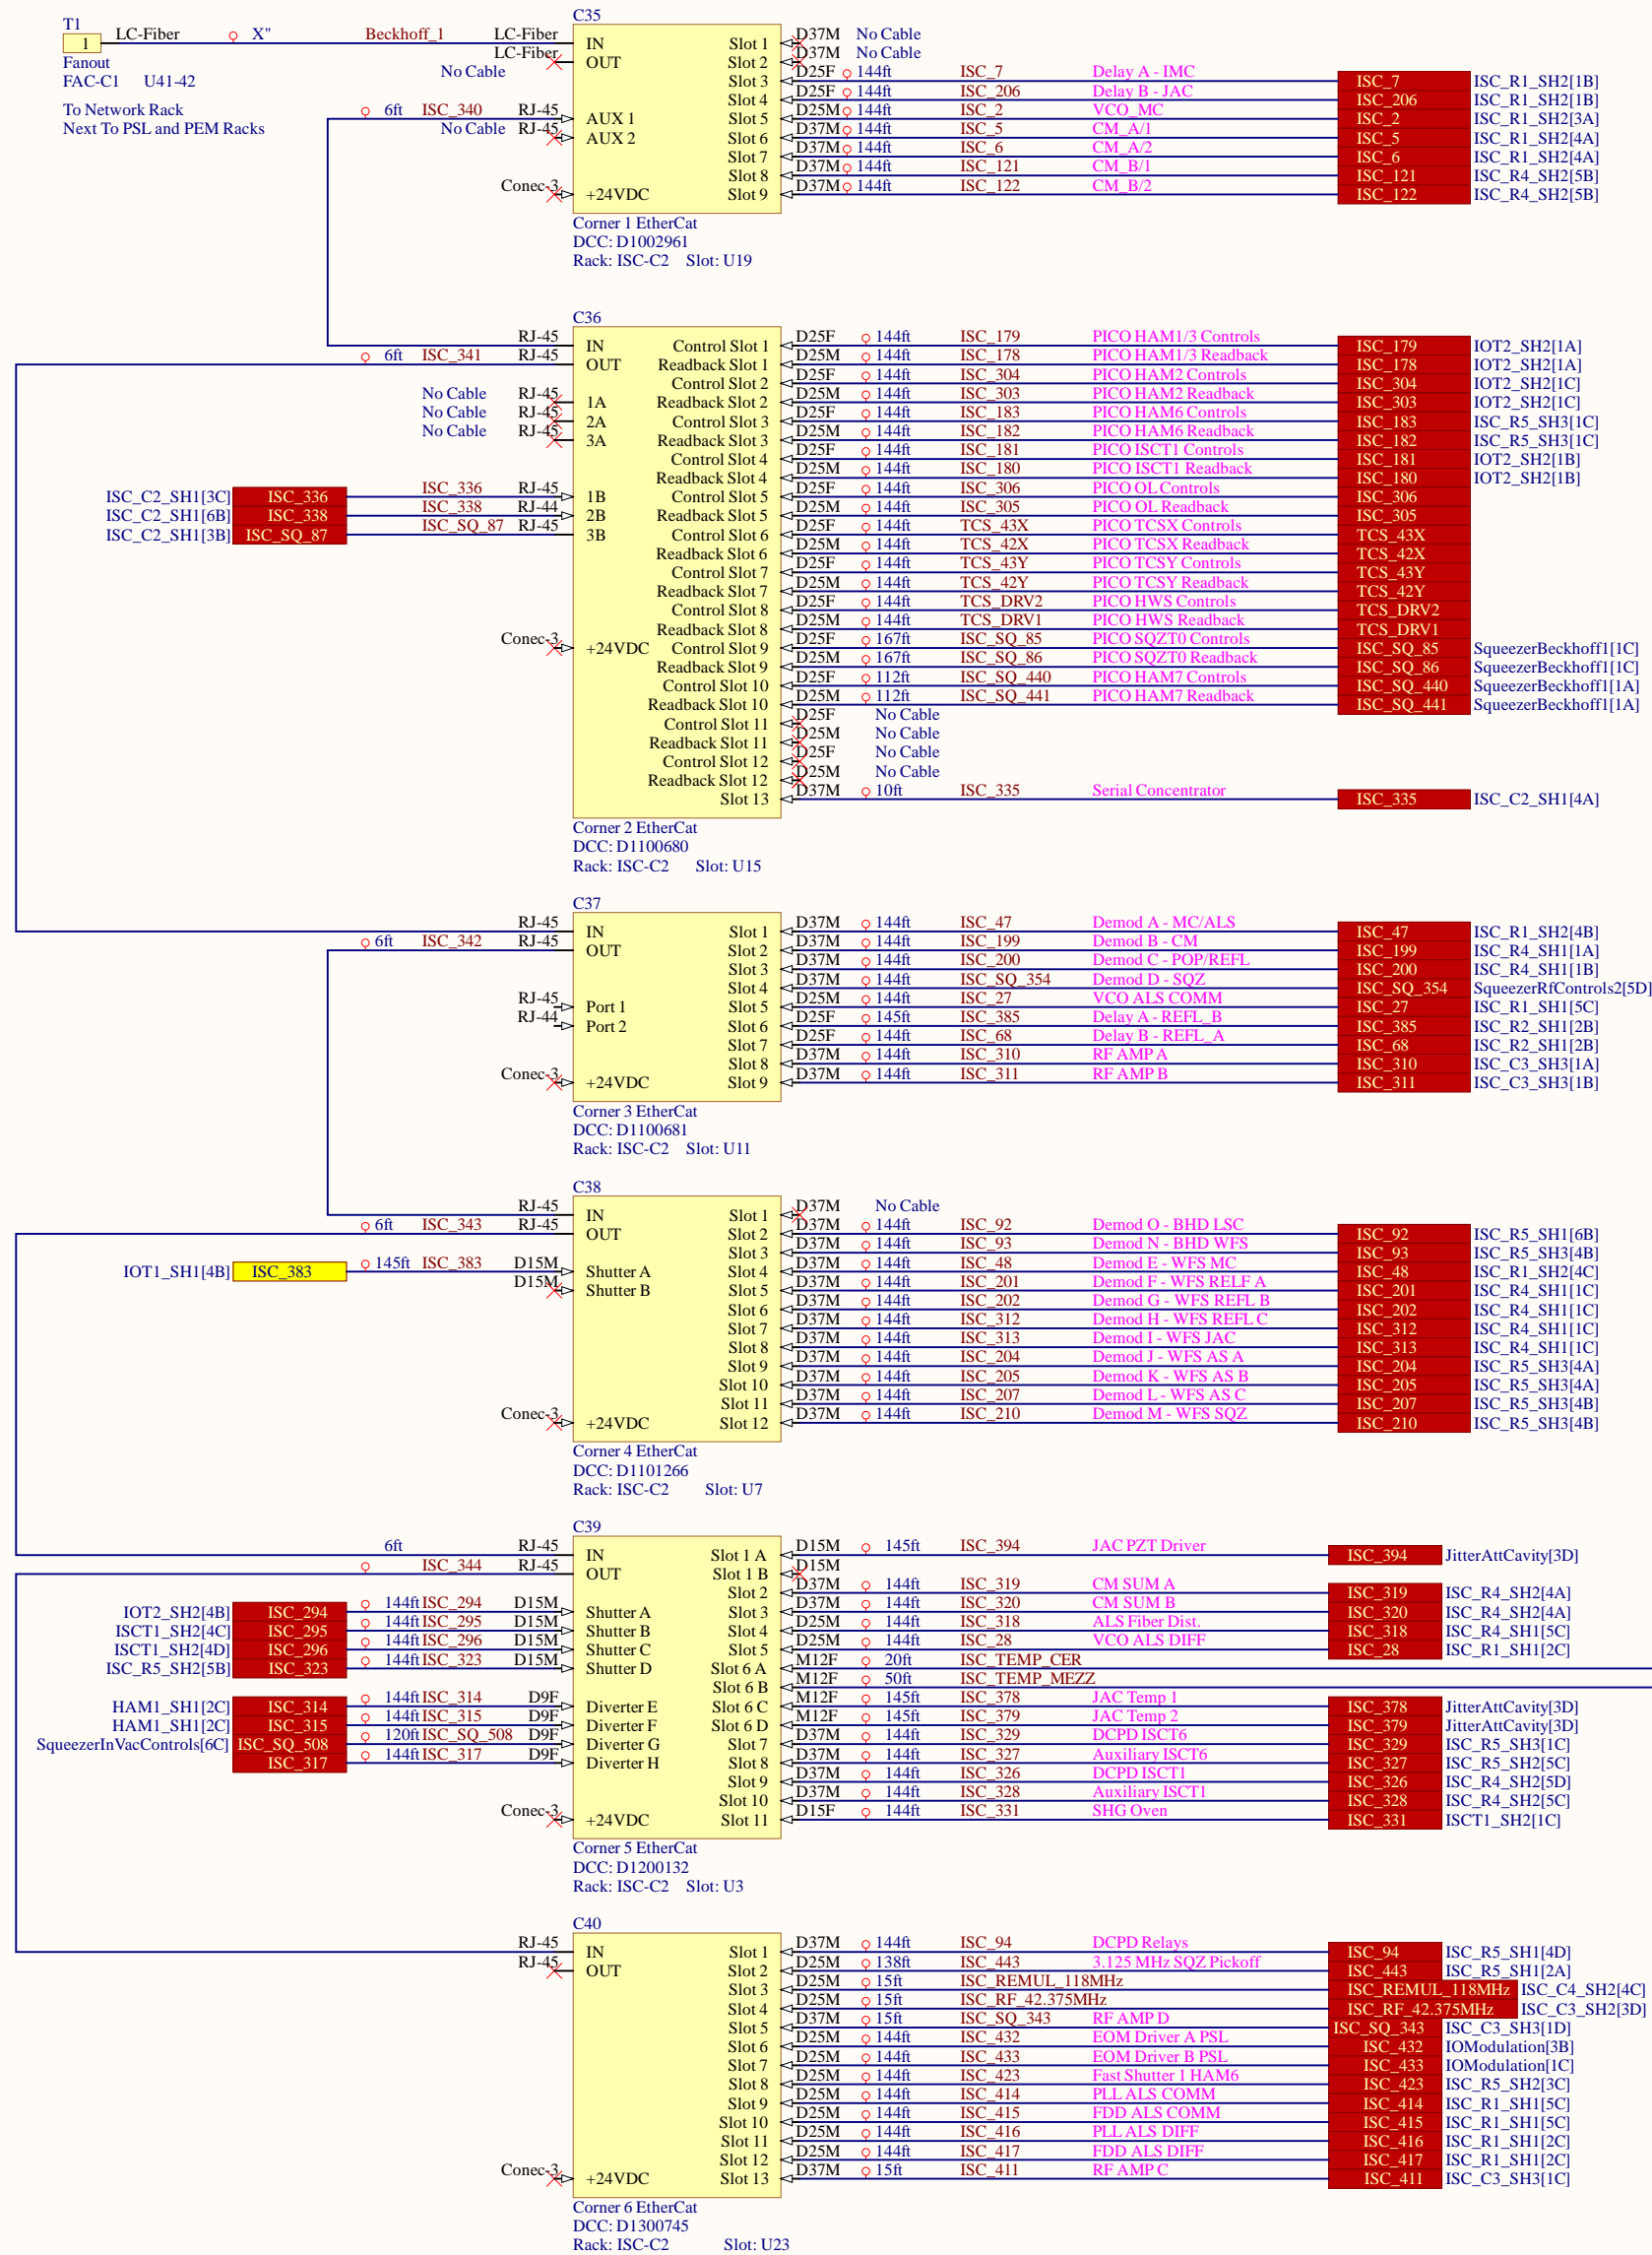 T1
1 LC-Fiber X" Beckhoff_1 LC-Fiber
Fanout
FAC-C1 U41-42
To Network Rack
Next To PSL and PEM Racks
C35
IN Slot 1 D37M No Cable
LC-Fiber No Cable OUT Slot 2 D37M No Cable
Slot 3 D25F 144ft ISC_7 Delay A - IMC ISC_7 ISC_R1_SH2[1B]
Slot 4 D25F 144ft ISC_206 Delay B - JAC ISC_206 ISC_R1_SH2[1B]
6ft ISC_340 RJ-45 AUX 1 Slot 5 D25M 144ft ISC_2 VCO_MC ISC_2 ISC_R1_SH2[3A]
No Cable RJ-45 AUX 2 Slot 6 D37M 144ft ISC_5 CM_A/1 ISC_5 ISC_R1_SH2[4A]
Slot 7 D37M 144ft ISC_6 CM_A/2 ISC_6 ISC_R1_SH2[4A]
Slot 8 D37M 144ft ISC_121 CM_B/1 ISC_121 ISC_R4_SH2[5B]
Conec-3 +24VDC Slot 9 D37M 144ft ISC_122 CM_B/2 ISC_122 ISC_R4_SH2[5B]
Corner 1 EtherCat
DCC: D1002961
Rack: ISC-C2 Slot: U19
C36
RJ-45 IN Control Slot 1 D25F 144ft ISC_179 PICO HAM1/3 Controls ISC_179 IOT2_SH2[1A]
6ft ISC_341 RJ-45 OUT Readback Slot 1 D25M 144ft ISC_178 PICO HAM1/3 Readback ISC_178 IOT2_SH2[1A]
Control Slot 2 D25F 144ft ISC_304 PICO HAM2 Controls ISC_304 IOT2_SH2[1C]
No Cable RJ-45 1A Readback Slot 2 D25M 144ft ISC_303 PICO HAM2 Readback ISC_303 IOT2_SH2[1C]
No Cable RJ-45 2A Control Slot 3 D25F 144ft ISC_183 PICO HAM6 Controls ISC_183 ISC_R5_SH3[1C]
No Cable RJ-45 3A Readback Slot 3 D25M 144ft ISC_182 PICO HAM6 Readback ISC_182 ISC_R5_SH3[1C]
Control Slot 4 D25F 144ft ISC_181 PICO ISCT1 Controls ISC_181 IOT2_SH2[1B]
Readback Slot 4 D25M 144ft ISC_180 PICO ISCT1 Readback ISC_180 IOT2_SH2[1B]
ISC_C2_SH1[3C] ISC_336 ISC_336 RJ-45 1B Control Slot 5 D25F 144ft ISC_306 PICO OL Controls ISC_306
ISC_C2_SH1[6B] ISC_338 ISC_338 RJ-44 2B Readback Slot 5 D25M 144ft ISC_305 PICO OL Readback ISC_305
ISC_C2_SH1[3B] ISC_SQ_87 ISC_SQ_87 RJ-45 3B Control Slot 6 D25F 144ft TCS_43X PICO TCSX Controls TCS_43X
Readback Slot 6 D25M 144ft TCS_42X PICO TCSX Readback TCS_42X
Control Slot 7 D25F 144ft TCS_43Y PICO TCSY Controls TCS_43Y
Readback Slot 7 D25M 144ft TCS_42Y PICO TCSY Readback TCS_42Y
Control Slot 8 D25F 144ft TCS_DRV2 PICO HWS Controls TCS_DRV2
Readback Slot 8 D25M 144ft TCS_DRV1 PICO HWS Readback TCS_DRV1
Conec-3 +24VDC Control Slot 9 D25F 167ft ISC_SQ_85 PICO SQZT0 Controls ISC_SQ_85 SqueezerBeckhoff1[1C]
Readback Slot 9 D25M 167ft ISC_SQ_86 PICO SQZT0 Readback ISC_SQ_86 SqueezerBeckhoff1[1C]
Control Slot 10 D25F 112ft ISC_SQ_440 PICO HAM7 Controls ISC_SQ_440 SqueezerBeckhoff1[1A]
Readback Slot 10 D25M 112ft ISC_SQ_441 PICO HAM7 Readback ISC_SQ_441 SqueezerBeckhoff1[1A]
Control Slot 11 D25F No Cable
Readback Slot 11 D25M No Cable
Control Slot 12 D25F No Cable
Readback Slot 12 D25M No Cable
Slot 13 D37M 10ft ISC_335 Serial Concentrator ISC_335 ISC_C2_SH1[4A]
Corner 2 EtherCat
DCC: D1100680
Rack: ISC-C2 Slot: U15
C37
RJ-45 IN Slot 1 D37M 144ft ISC_47 Demod A - MC/ALS ISC_47 ISC_R1_SH2[4B]
6ft ISC_342 RJ-45 OUT Slot 2 D37M 144ft ISC_199 Demod B - CM ISC_199 ISC_R4_SH1[1A]
Slot 3 D37M 144ft ISC_200 Demod C - POP/REFL ISC_200 ISC_R4_SH1[1B]
Slot 4 D37M 144ft ISC_SQ_354 Demod D - SQZ ISC_SQ_354 SqueezerRfControls2[5D]
RJ-45 Port 1 Slot 5 D25M 144ft ISC_27 VCO ALS COMM ISC_27 ISC_R1_SH1[5C]
RJ-44 Port 2 Slot 6 D25F 145ft ISC_385 Delay A - REFL_B ISC_385 ISC_R2_SH1[2B]
Slot 7 D25F 144ft ISC_68 Delay B - REFL_A ISC_68 ISC_R2_SH1[2B]
Slot 8 D37M 144ft ISC_310 RF AMP A ISC_310 ISC_C3_SH3[1A]
Conec-3 +24VDC Slot 9 D37M 144ft ISC_311 RF AMP B ISC_311 ISC_C3_SH3[1B]
Corner 3 EtherCat
DCC: D1100681
Rack: ISC-C2 Slot: U11
C38
RJ-45 IN Slot 1 D37M No Cable
6ft ISC_343 RJ-45 OUT Slot 2 D37M 144ft ISC_92 Demod O - BHD LSC ISC_92 ISC_R5_SH1[6B]
Slot 3 D37M 144ft ISC_93 Demod N - BHD WFS ISC_93 ISC_R5_SH3[4B]
IOT1_SH1[4B] ISC_383 145ft ISC_383 D15M Shutter A Slot 4 D37M 144ft ISC_48 Demod E - WFS MC ISC_48 ISC_R1_SH2[4C]
D15M Shutter B Slot 5 D37M 144ft ISC_201 Demod F - WFS RELF A ISC_201 ISC_R4_SH1[1C]
Slot 6 D37M 144ft ISC_202 Demod G - WFS REFL B ISC_202 ISC_R4_SH1[1C]
Slot 7 D37M 144ft ISC_312 Demod H - WFS REFL C ISC_312 ISC_R4_SH1[1C]
Slot 8 D37M 144ft ISC_313 Demod I - WFS JAC ISC_313 ISC_R4_SH1[1C]
Slot 9 D37M 144ft ISC_204 Demod J - WFS AS A ISC_204 ISC_R5_SH3[4A]
Slot 10 D37M 144ft ISC_205 Demod K - WFS AS B ISC_205 ISC_R5_SH3[4A]
Slot 11 D37M 144ft ISC_207 Demod L - WFS AS C ISC_207 ISC_R5_SH3[4B]
Conec-3 +24VDC Slot 12 D37M 144ft ISC_210 Demod M - WFS SQZ ISC_210 ISC_R5_SH3[4B]
Corner 4 EtherCat
DCC: D1101266
Rack: ISC-C2 Slot: U7
C39
6ft RJ-45 IN Slot 1 A D15M 145ft ISC_394 JAC PZT Driver ISC_394 JitterAttCavity[3D]
ISC_344 RJ-45 OUT Slot 1 B D15M
Slot 2 D37M 144ft ISC_319 CM SUM A ISC_319 ISC_R4_SH2[4A]
IOT2_SH2[4B] ISC_294 144ft ISC_294 D15M Shutter A Slot 3 D37M 144ft ISC_320 CM SUM B ISC_320 ISC_R4_SH2[4A]
ISCT1_SH2[4C] ISC_295 144ft ISC_295 D15M Shutter B Slot 4 D25M 144ft ISC_318 ALS Fiber Dist. ISC_318 ISC_R4_SH1[5C]
ISCT1_SH2[4D] ISC_296 144ft ISC_296 D15M Shutter C Slot 5 D25M 144ft ISC_28 VCO ALS DIFF ISC_28 ISC_R1_SH1[2C]
ISC_R5_SH2[5B] ISC_323 144ft ISC_323 D15M Shutter D Slot 6 A M12F 20ft ISC_TEMP_CER
Slot 6 B M12F 50ft ISC_TEMP_MEZZ
HAM1_SH1[2C] ISC_314 144ft ISC_314 D9F Diverter E Slot 6 C M12F 145ft ISC_378 JAC Temp 1 ISC_378 JitterAttCavity[3D]
HAM1_SH1[2C] ISC_315 144ft ISC_315 D9F Diverter F Slot 6 D M12F 145ft ISC_379 JAC Temp 2 ISC_379 JitterAttCavity[3D]
SqueezerInVacControls[6C] ISC_SQ_508 120ft ISC_SQ_508 D9F Diverter G Slot 7 D37M 144ft ISC_329 DCPD ISCT6 ISC_329 ISC_R5_SH3[1C]
ISC_317 144ft ISC_317 D9F Diverter H Slot 8 D37M 144ft ISC_327 Auxiliary ISCT6 ISC_327 ISC_R5_SH2[5C]
Slot 9 D37M 144ft ISC_326 DCPD ISCT1 ISC_326 ISC_R4_SH2[5D]
Slot 10 D37M 144ft ISC_328 Auxiliary ISCT1 ISC_328 ISC_R4_SH2[5C]
Conec-3 +24VDC Slot 11 D15F 144ft ISC_331 SHG Oven ISC_331 ISCT1_SH2[1C]
Corner 5 EtherCat
DCC: D1200132
Rack: ISC-C2 Slot: U3
C40
RJ-45 IN Slot 1 D37M 144ft ISC_94 DCPD Relays ISC_94 ISC_R5_SH1[4D]
RJ-45 OUT Slot 2 D25M 138ft ISC_443 3.125 MHz SQZ Pickoff ISC_443 ISC_R5_SH1[2A]
Slot 3 D25M 15ft ISC_REMUL_118MHz ISC_REMUL_118MHz ISC_C4_SH2[4C]
Slot 4 D25M 15ft ISC_RF_42.375MHz ISC_RF_42.375MHz ISC_C3_SH2[3D]
Slot 5 D37M 15ft ISC_SQ_343 RF AMP D ISC_SQ_343 ISC_C3_SH3[1D]
Slot 6 D25M 144ft ISC_432 EOM Driver A PSL ISC_432 IOModulation[3B]
Slot 7 D25M 144ft ISC_433 EOM Driver B PSL ISC_433 IOModulation[1C]
Slot 8 D25M 144ft ISC_423 Fast Shutter 1 HAM6 ISC_423 ISC_R5_SH2[3C]
Slot 9 D25M 144ft ISC_414 PLL ALS COMM ISC_414 ISC_R1_SH1[5C]
Slot 10 D25M 144ft ISC_415 FDD ALS COMM ISC_415 ISC_R1_SH1[5C]
Slot 11 D25M 144ft ISC_416 PLL ALS DIFF ISC_416 ISC_R1_SH1[2C]
Slot 12 D25M 144ft ISC_417 FDD ALS DIFF ISC_417 ISC_R1_SH1[2C]
Conec-3 +24VDC Slot 13 D37M 15ft ISC_411 RF AMP C ISC_411 ISC_C3_SH3[1C]
Corner 6 EtherCat
DCC: D1300745
Rack: ISC-C2 Slot: U23